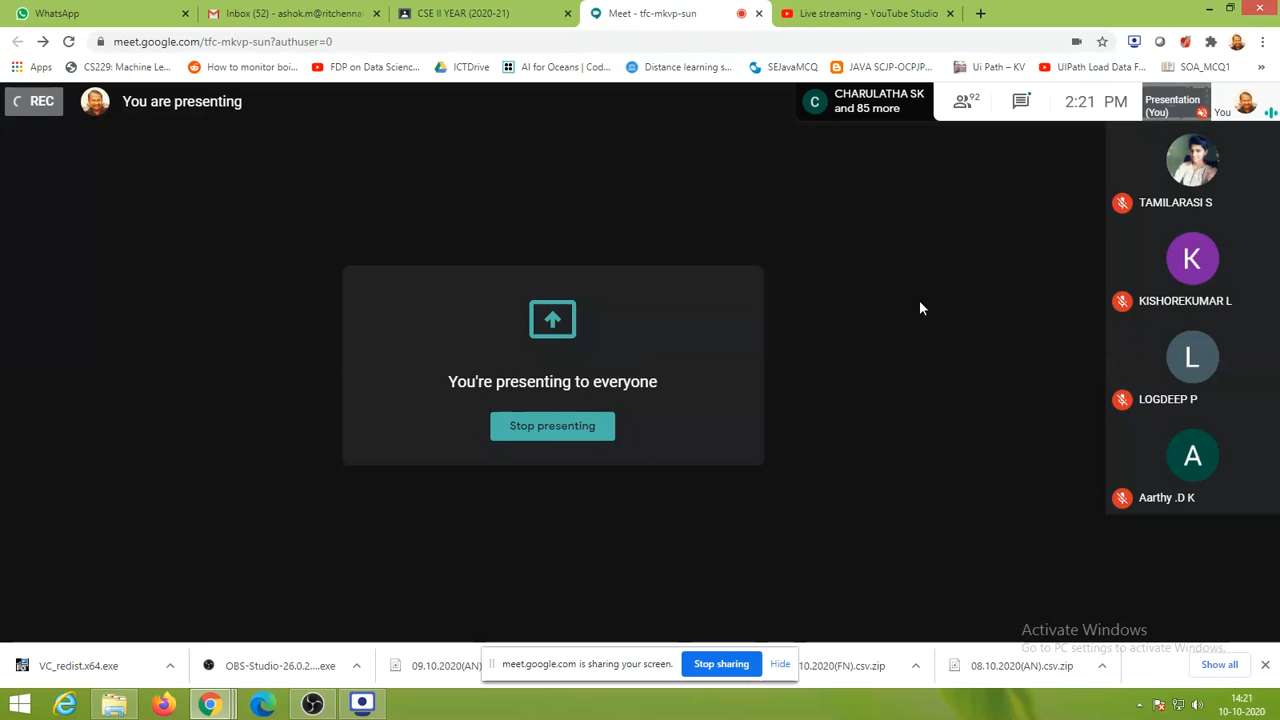 WhatsApp
Inbox (52) - ashok.m@ritchennai.
CSE II YEAR (2020-21)
Meet - tfc-mkvp-sun
Live streaming - YouTube Studio
meet.google.com/tfc-mkvp-sun?authuser=0
Apps
CS229: Machine Le...
How to monitor boi...
FDP on Data Scienc...
ICTDrive
AI for Oceans | Cod...
Distance learning s...
SEJavaMCQ
JAVA SCJP-OCPJP...
Ui Path – KV
UIPath Load Data F...
SOA_MCQ1
»
REC
You are presenting
C
CHARULATHA SK
and 85 more
92
2:21 PM
Presentation
(You)
You
TAMILARASI S
K
KISHOREKUMAR L
L
LOGDEEP P
A
Aarthy .D K
You're presenting to everyone
Stop presenting
Activate Windows
Go to PC settings to activate Windows.
VC_redist.x64.exe
OBS-Studio-26.0.2....exe
09.10.2020(AN)
meet.google.com is sharing your screen.
Stop sharing
Hide
.10.2020(FN).csv.zip
08.10.2020(AN).csv.zip
Show all
14:21
10-10-2020